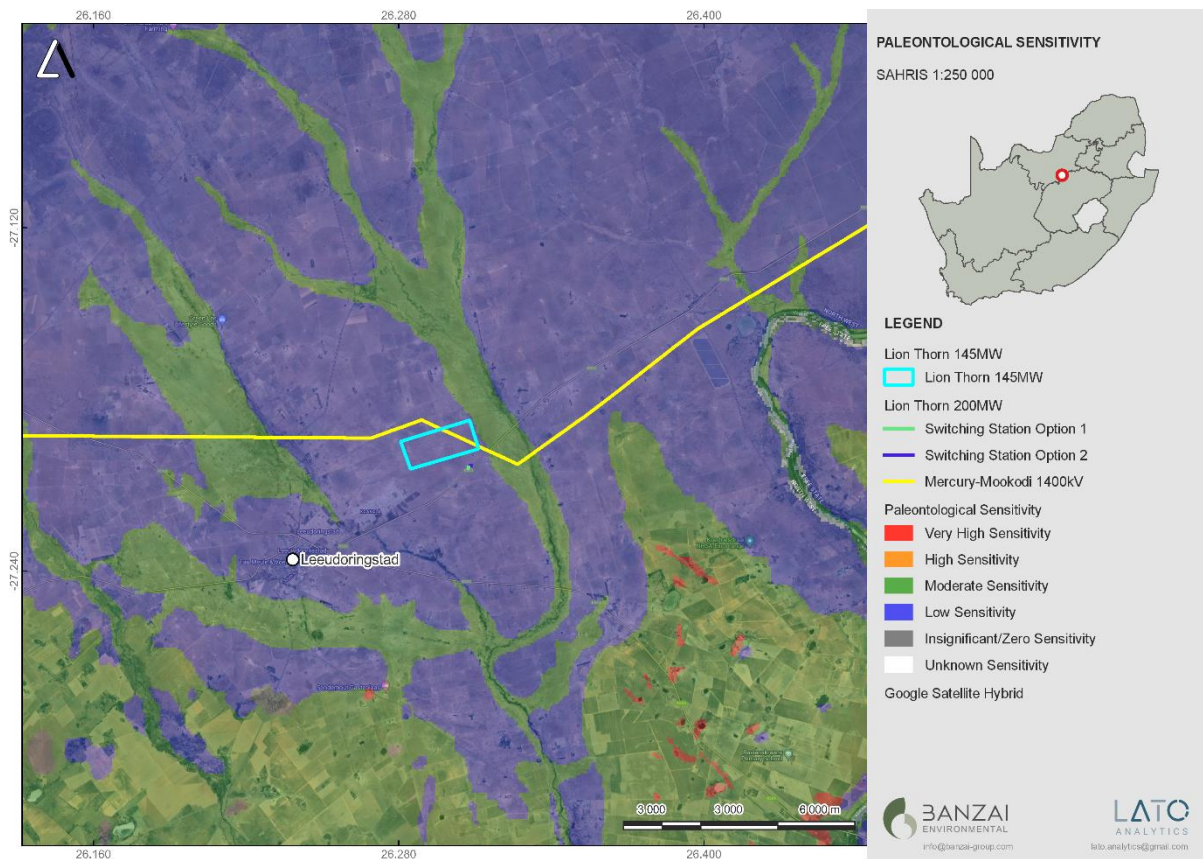 26.160
26.280
26.400
-27.120
-27.240
Leeudoringstad
3 000
3 000
6 000 m
26.160
26.280
26.400
PALEONTOLOGICAL SENSITIVITY
SAHRIS 1:250 000
LEGEND
Lion Thorn 145MW
Lion Thorn 145MW
Lion Thorn 200MW
Switching Station Option 1
Switching Station Option 2
Mercury-Mookodi 1400kV
Paleontological Sensitivity
Very High Sensitivity
High Sensitivity
Moderate Sensitivity
Low Sensitivity
Insignificant/Zero Sensitivity
Unknown Sensitivity
Google Satellite Hybrid
BANZAI
ENVIRONMENTAL
info@banzai-group.com
LATO
ANALYTICS
lato.analytics@gmail.com